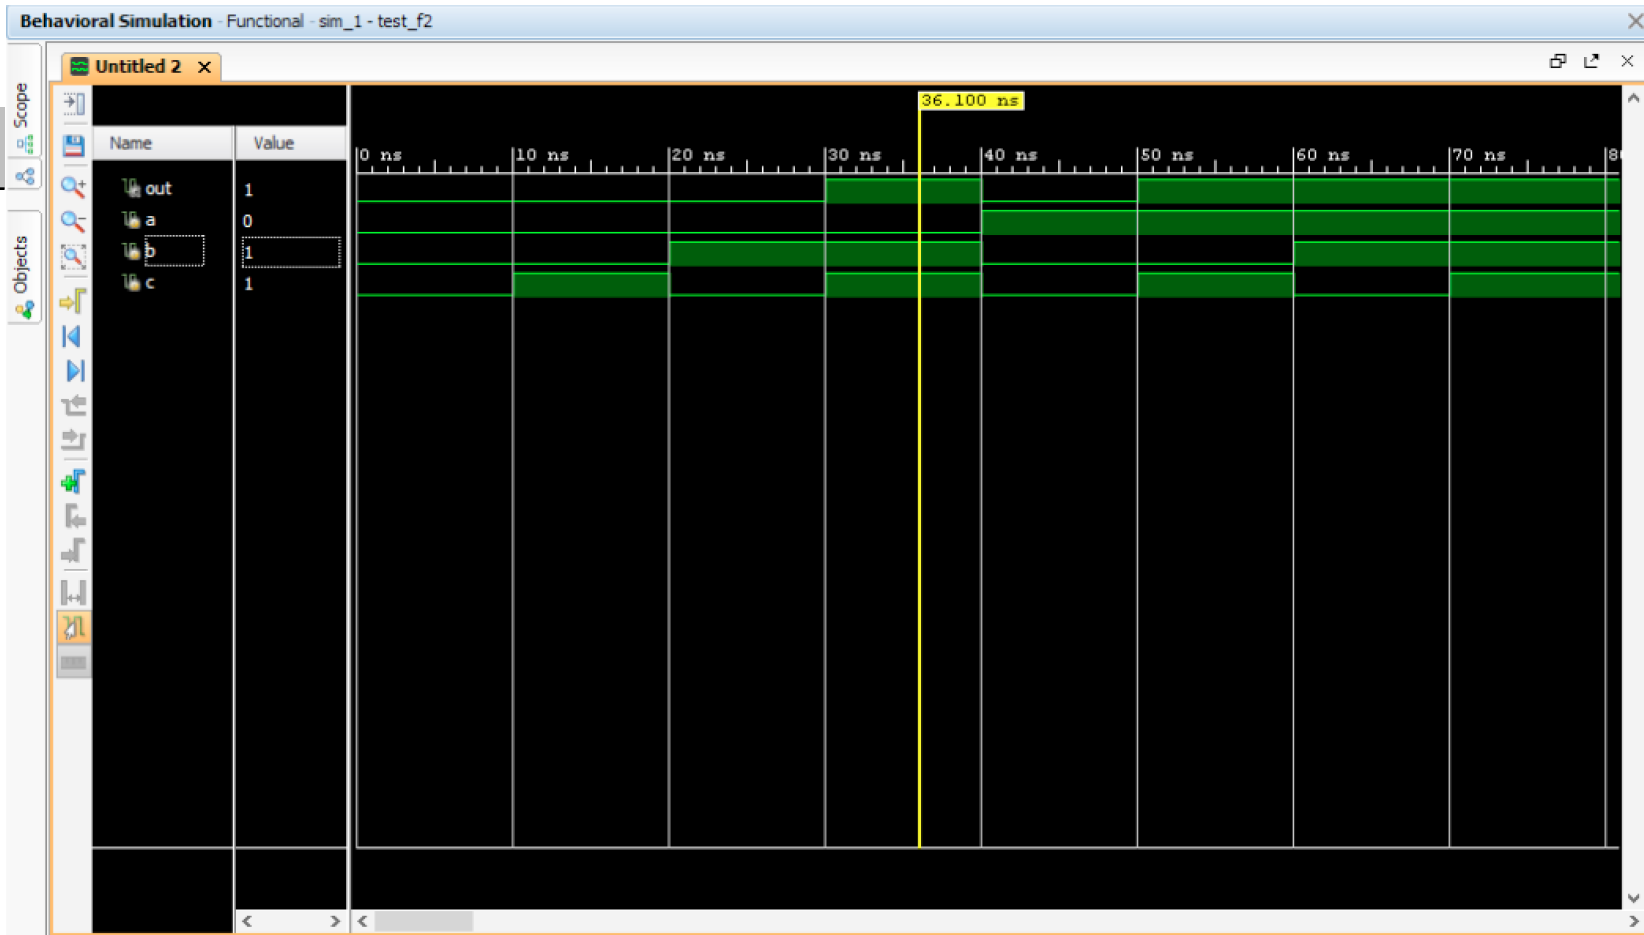 Behavioral Simulation - Functional - sim_1 - test_f2
Scope
Objects
Untitled 2
36.100 ns
Name Value
0 ns 10 ns 20 ns 30 ns 40 ns 50 ns 60 ns 70 ns
out 1
a 0
b 1
c 1